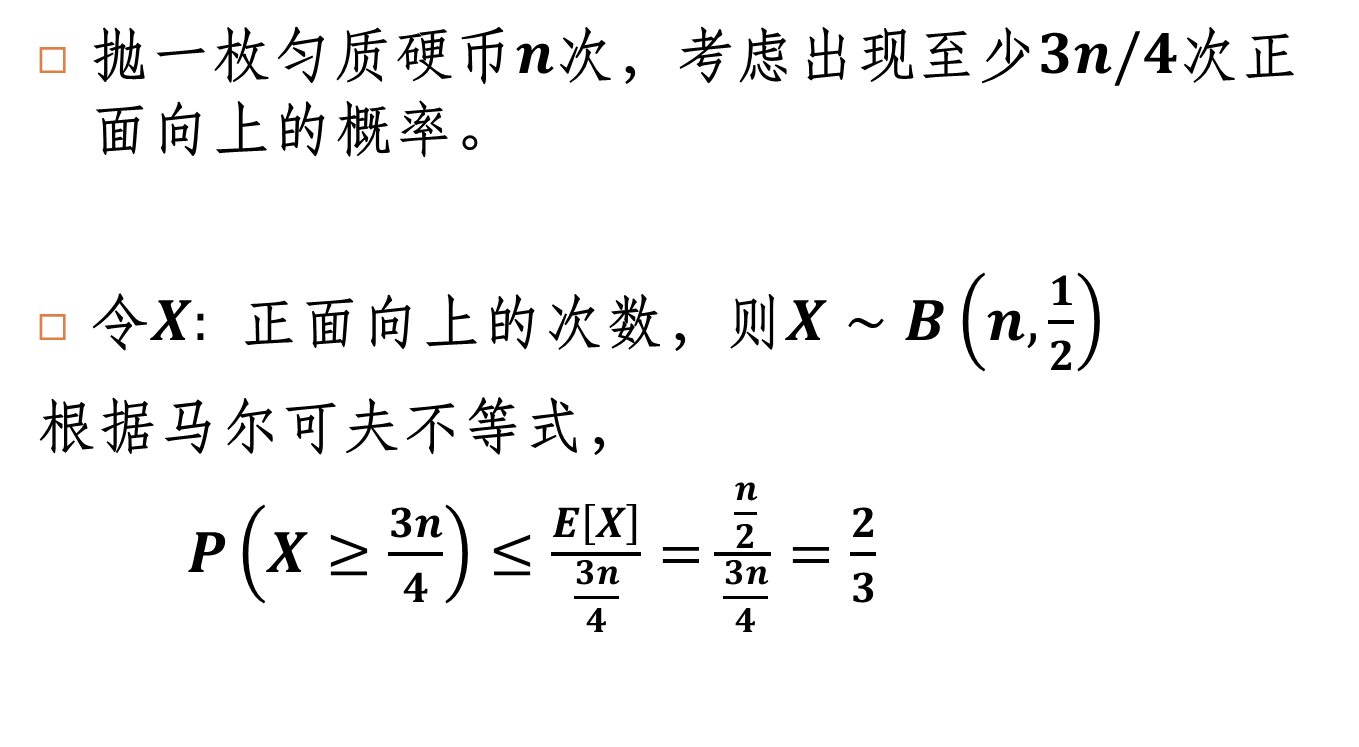 □ 抛一枚匀质硬币n次，考虑出现至少3n/4次正
面向上的概率。
□ 令X: 正面向上的次数，则X ~ B(n, 1/2)
根据马尔可夫不等式，
P(X ≥ 3n/4) ≤ E[X]/(3n/4) = (n/2)/(3n/4) = 2/3